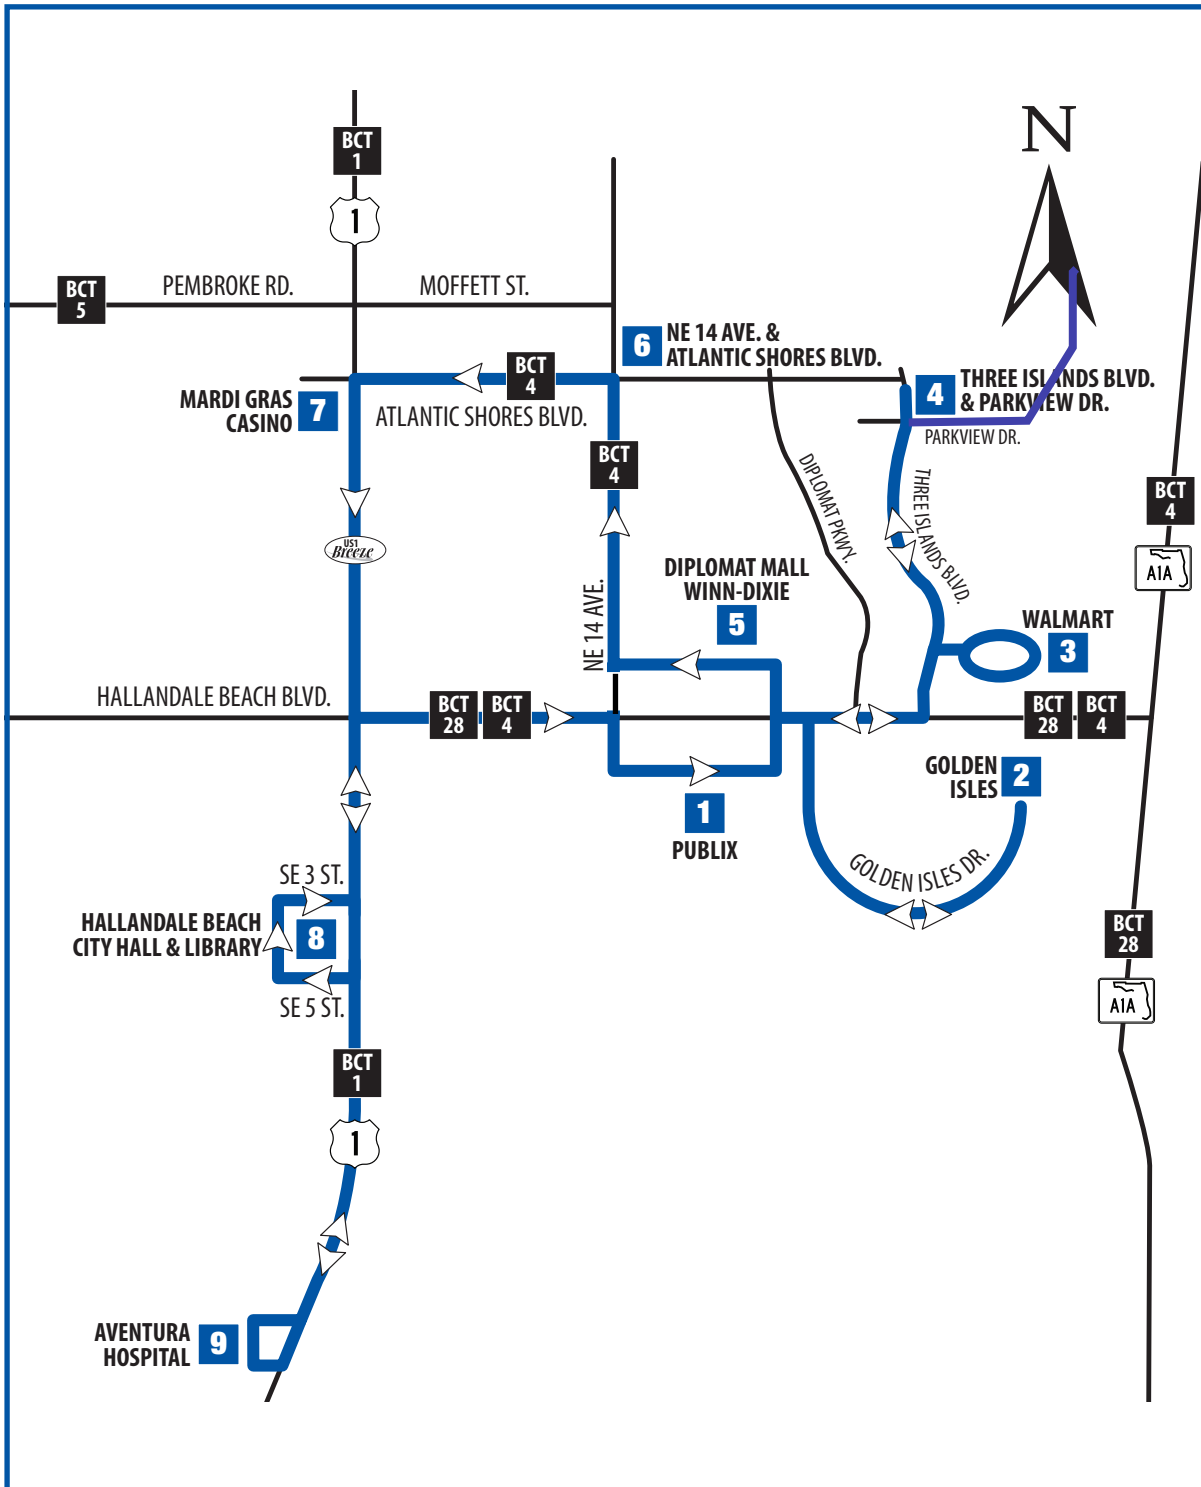 N
BCT
1
1
PEMBROKE RD.
MOFFETT ST.
BCT
5
6
NE 14 AVE. &
ATLANTIC SHORES BLVD.
BCT
4
MARDI GRAS
CASINO
7
ATLANTIC SHORES BLVD.
4
THREE ISLANDS BLVD.
& PARKVIEW DR.
PARKVIEW DR.
BCT
4
DIPLOMAT PKWY.
THREE ISLANDS BLVD.
BCT
4
A1A
US1
Breeze
NE 14 AVE.
DIPLOMAT MALL
WINN-DIXIE
5
WALMART
3
HALLANDALE BEACH BLVD.
BCT
28
BCT
4
BCT
28
BCT
4
GOLDEN
ISLES
2
1
PUBLIX
GOLDEN ISLES DR.
SE 3 ST.
HALLANDALE BEACH
CITY HALL & LIBRARY
8
SE 5 ST.
BCT
28
A1A
BCT
1
1
AVENTURA
HOSPITAL
9